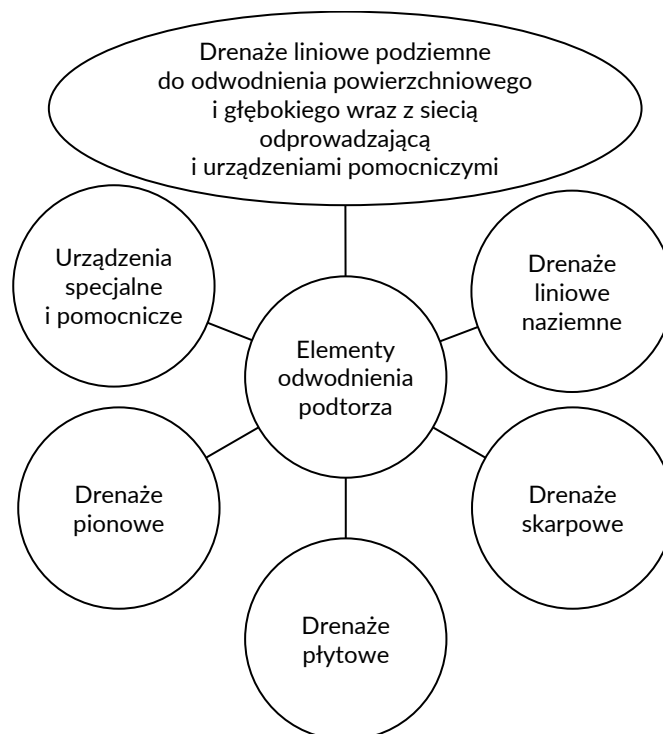 Drenaże liniowe podziemne
do odwodnienia powierzchniowego
i głębokiego wraz z siecią
odprowadzającą
i urządzeniami pomocniczymi
Urządzenia
specjalne
i pomocnicze
Drenaże
liniowe
naziemne
Elementy
odwodnienia
podtorza
Drenaże
pionowe
Drenaże
skarpowe
Drenaże
płytowe